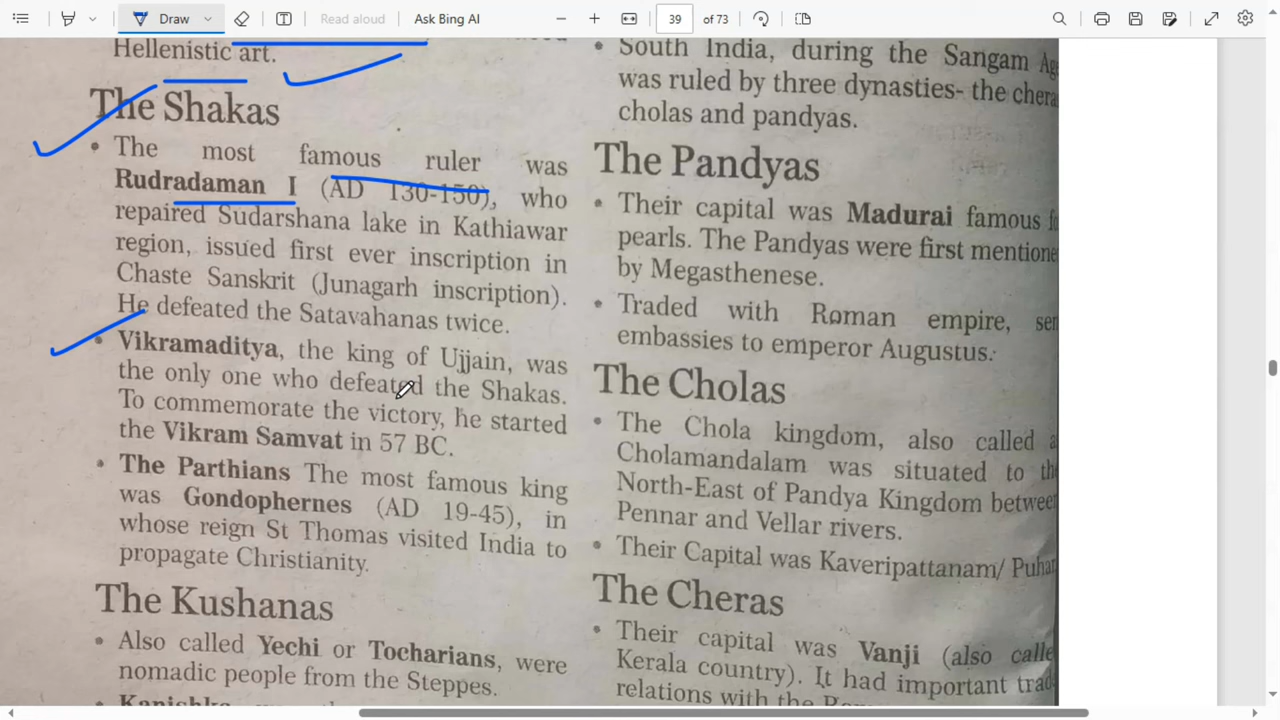 Draw
Read aloud
Ask Bing AI
39
of 73
Hellenistic art.
The Shakas
• The most famous ruler was
Rudradaman I (AD 130-150), who
repaired Sudarshana lake in Kathiawar
region, issued first ever inscription in
Chaste Sanskrit (Junagarh inscription).
He defeated the Satavahanas twice.
• Vikramaditya, the king of Ujjain, was
the only one who defeated the Shakas.
To commemorate the victory, he started
the Vikram Samvat in 57 BC.
• The Parthians The most famous king
was Gondophernes (AD 19-45), in
whose reign St Thomas visited India to
propagate Christianity.
The Kushanas
• Also called Yechi or Tocharians, were
nomadic people from the Steppes.
• South India, during the Sangam Ag
was ruled by three dynasties- the chera
cholas and pandyas.
The Pandyas
• Their capital was Madurai famous f
pearls. The Pandyas were first mentione
by Megasthenese.
• Traded with Roman empire, sen
embassies to emperor Augustus.
The Cholas
• The Chola kingdom, also called a
Cholamandalam was situated to th
North-East of Pandya Kingdom between
Pennar and Vellar rivers.
• Their Capital was Kaveripattanam/ Puhar
The Cheras
• Their capital was Vanji (also calle
Kerala country). It had important trad
relations with the